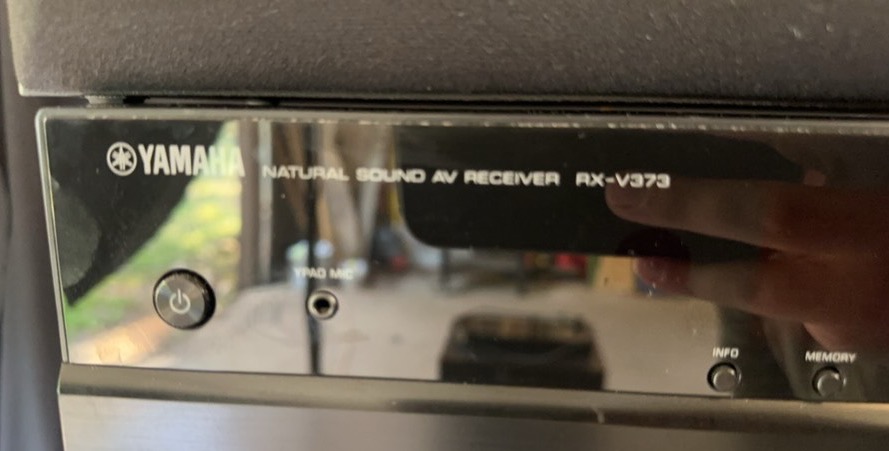 YAMAHA NATURAL SOUND AV RECEIVER RX-V373
YPAO MIC
INFO MEMORY